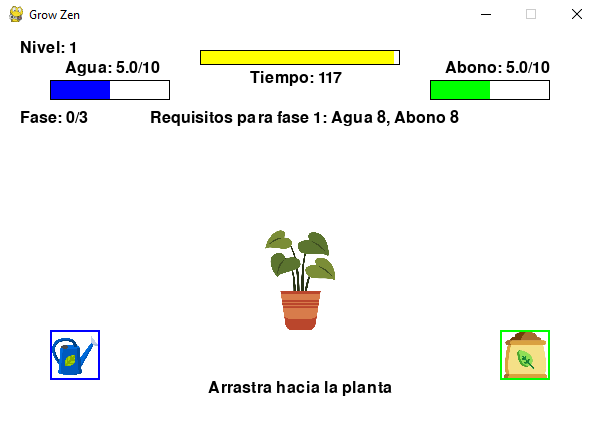 Grow Zen
Nivel: 1
Agua: 5.0/10
Tiempo: 117
Abono: 5.0/10
Fase: 0/3
Requisitos para fase 1: Agua 8, Abono 8
Arrastra hacia la planta